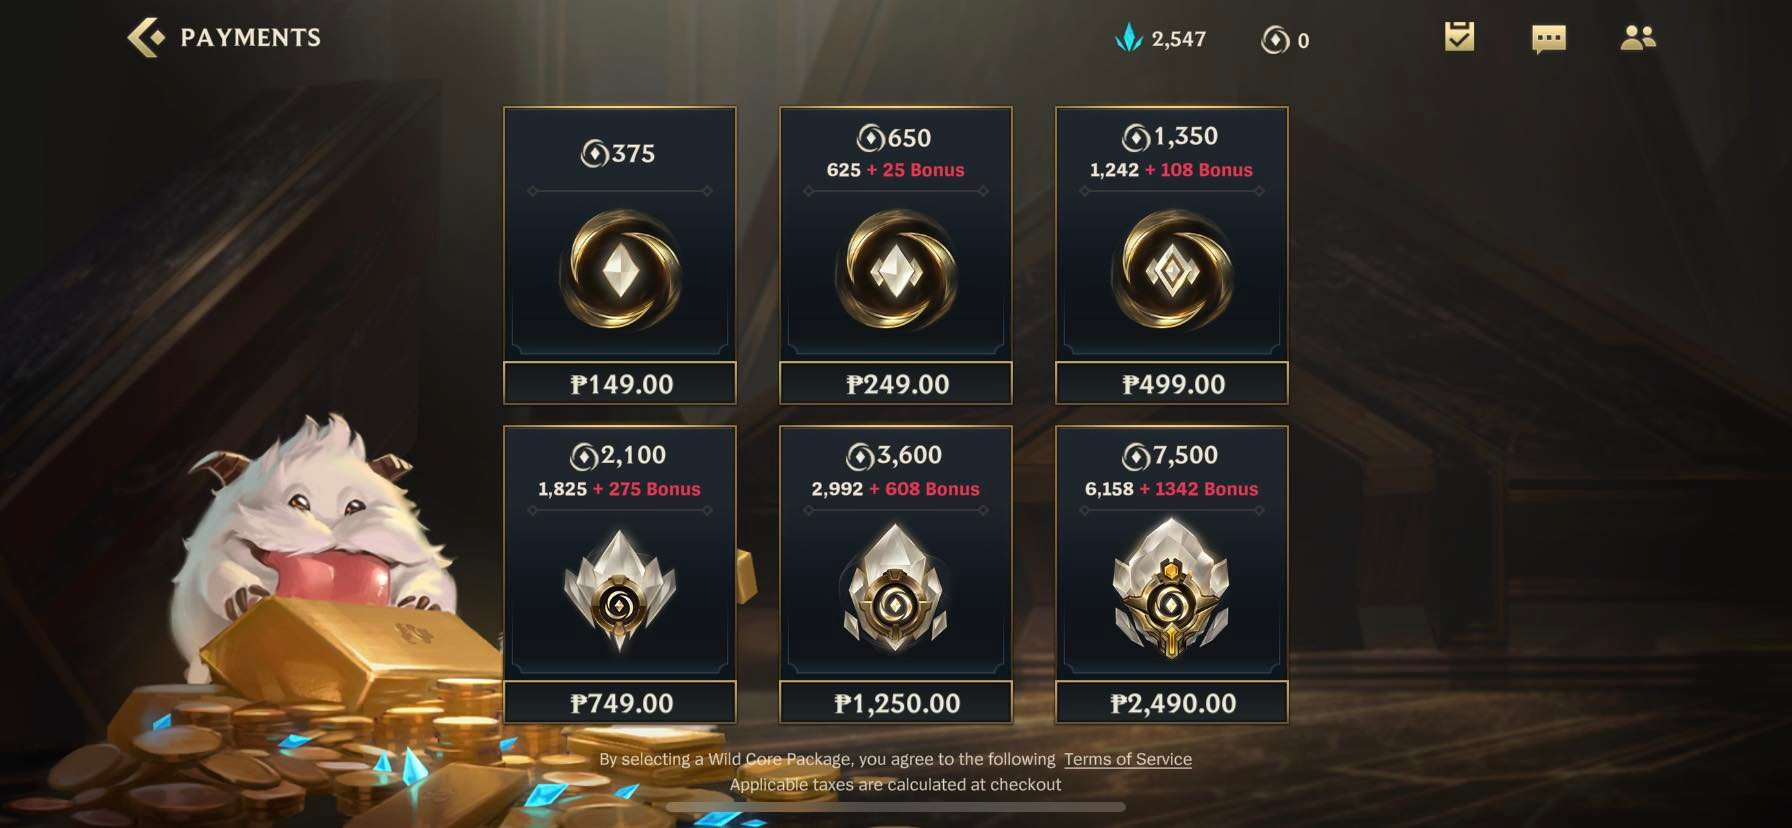 PAYMENTS
2,547
0
375
₱149.00
650
625 + 25 Bonus
₱249.00
1,350
1,242 + 108 Bonus
₱499.00
2,100
1,825 + 275 Bonus
₱749.00
3,600
2,992 + 608 Bonus
₱1,250.00
7,500
6,158 + 1342 Bonus
₱2,490.00
By selecting a Wild Core Package, you agree to the following Terms of Service
Applicable taxes are calculated at checkout